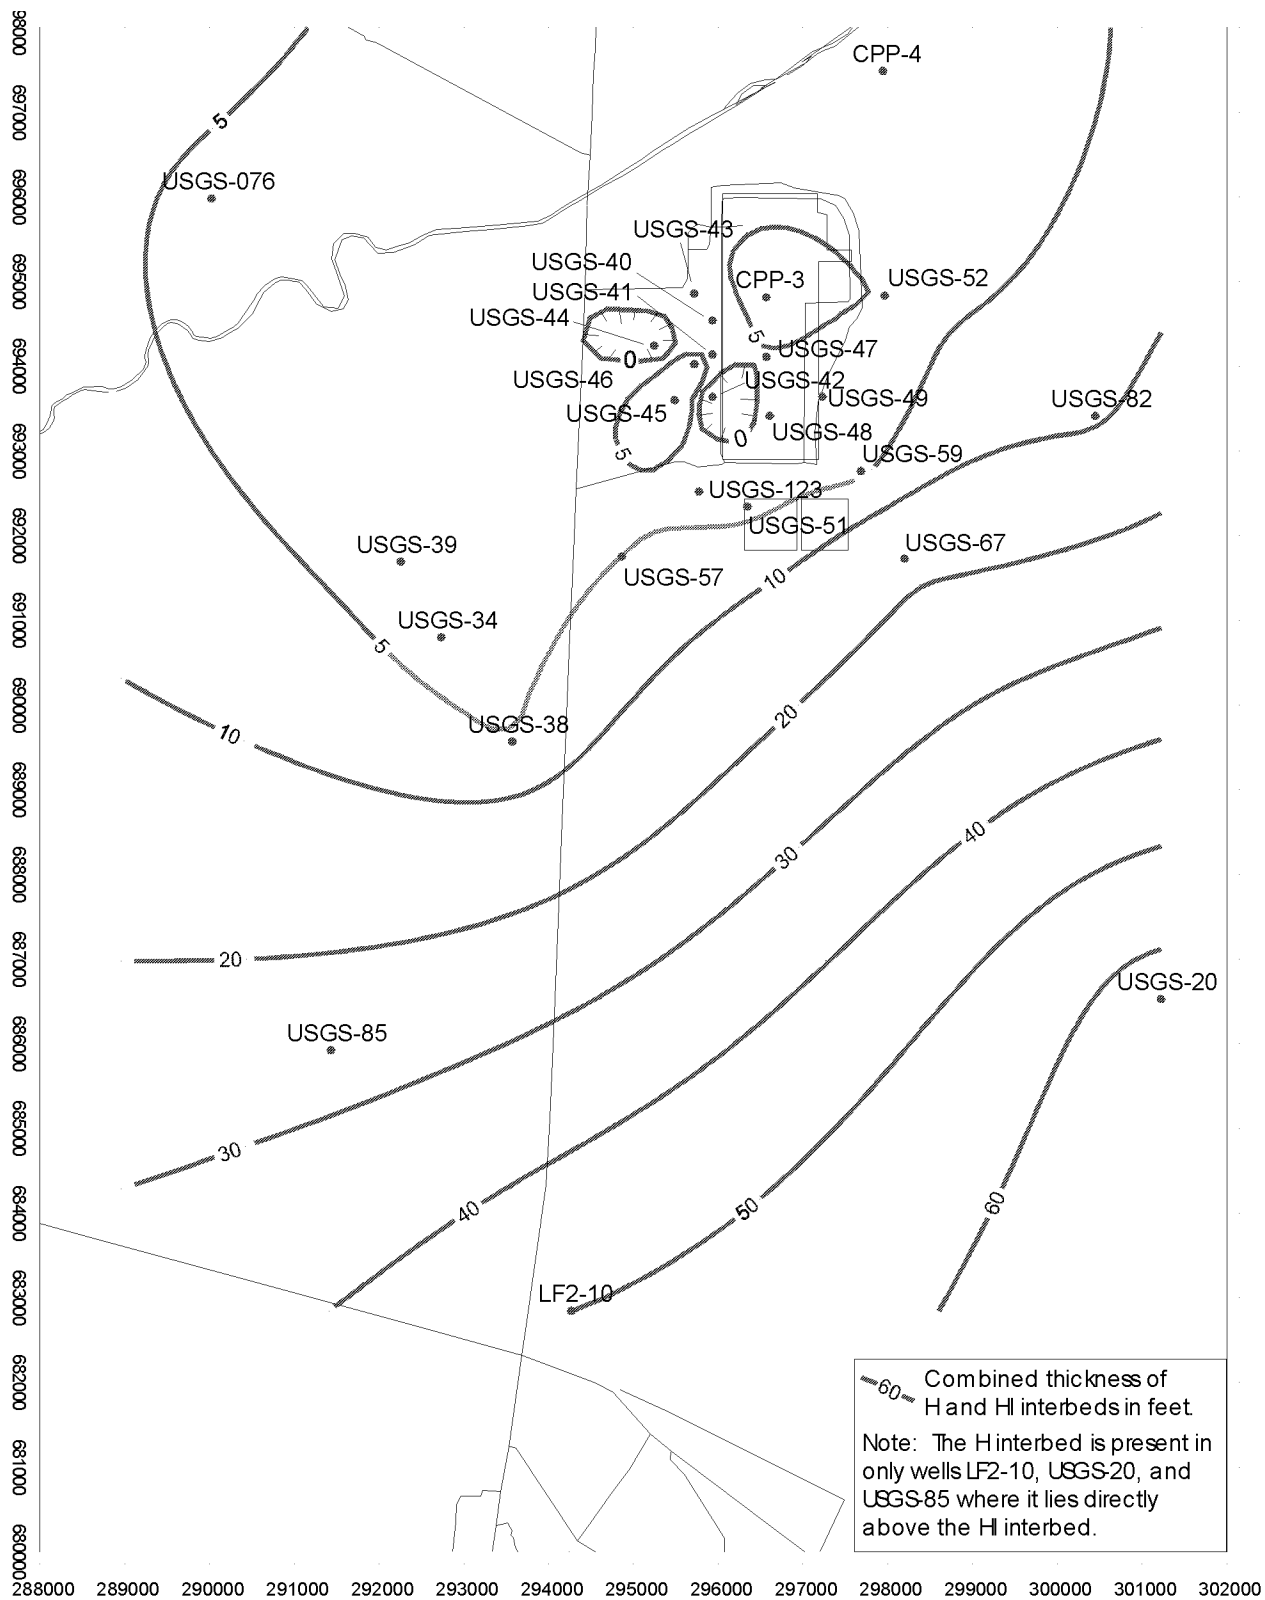 698000
CPP-4
697000
5
USGS-076
696000
USGS-43
USGS-40
CPP-3
USGS-52
695000
USGS-41
USGS-44
5
USGS-47
0
694000
USGS-46
USGS-42
USGS-45
USGS-49
USGS-82
USGS-48
0
5
USGS-59
693000
USGS-123
USGS-51
692000
USGS-39
USGS-67
USGS-57
10
691000
USGS-34
5
20
690000
USGS-38
10
689000
40
30
688000
20
687000
USGS-20
USGS-85
686000
685000
30
684000
40
50
60
683000
LF2-10
682000
60
Combined thickness of
H and HI interbeds in feet.
Note: The H interbed is present in
only wells LF2-10, USGS-20, and
USGS-85 where it lies directly
above the HI interbed.
681000
680000
288000 289000 290000 291000 292000 293000 294000 295000 296000 297000 298000 299000 300000 301000 302000